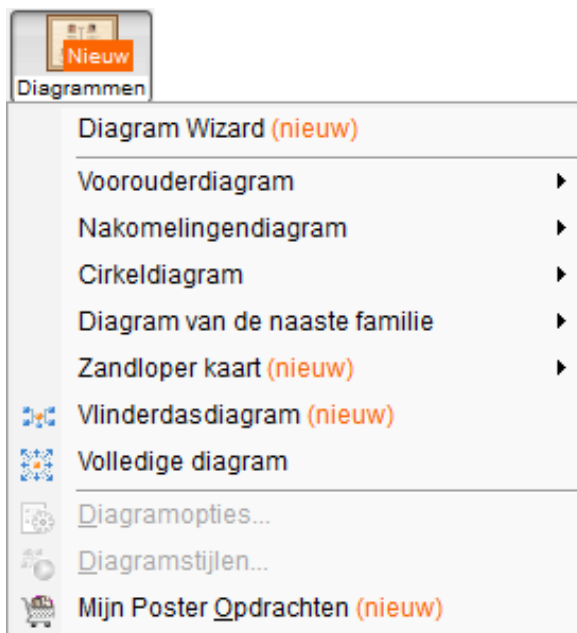 Nieuw
Diagrammen
Diagram Wizard (nieuw)
Voorouderdiagram
Nakomelingendiagram
Cirkeldiagram
Diagram van de naaste familie
Zandloper kaart (nieuw)
Vlinderdasdiagram (nieuw)
Volledige diagram
Diagramopties...
Diagramstijlen...
Mijn Poster Opdrachten (nieuw)